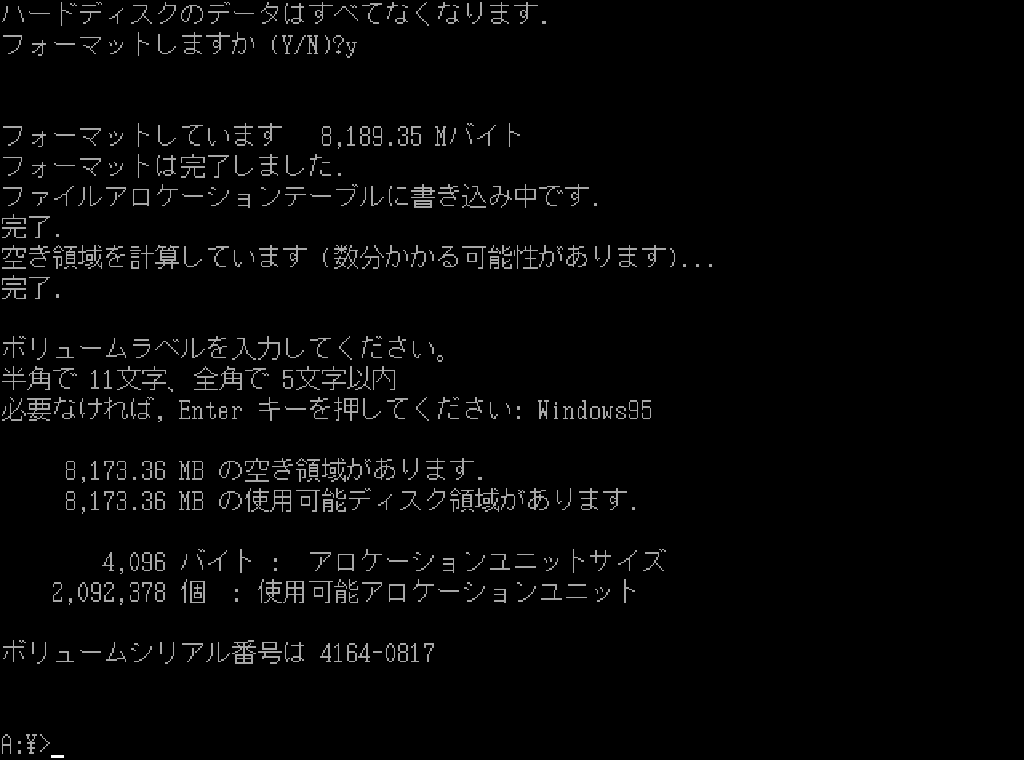 ハードディスクのデータはすべてなくなります.
フォーマットしますか (Y/N)?y
フォーマットしています   8,189.35 Mバイト
フォーマットは完了しました.
ファイルアロケーションテーブルに書き込み中です.
完了.
空き領域を計算しています (数分かかる可能性があります)...
完了.
ボリュームラベルを入力してください。
半角で 11文字、全角で 5文字以内
必要なければ, Enter キーを押してください: Windows95
8,173.36 MB の空き領域があります.
8,173.36 MB の使用可能ディスク領域があります.
4,096 バイト :  アロケーションユニットサイズ
2,092,378 個  : 使用可能アロケーションユニット
ボリュームシリアル番号は 4164-0817
A:¥>_